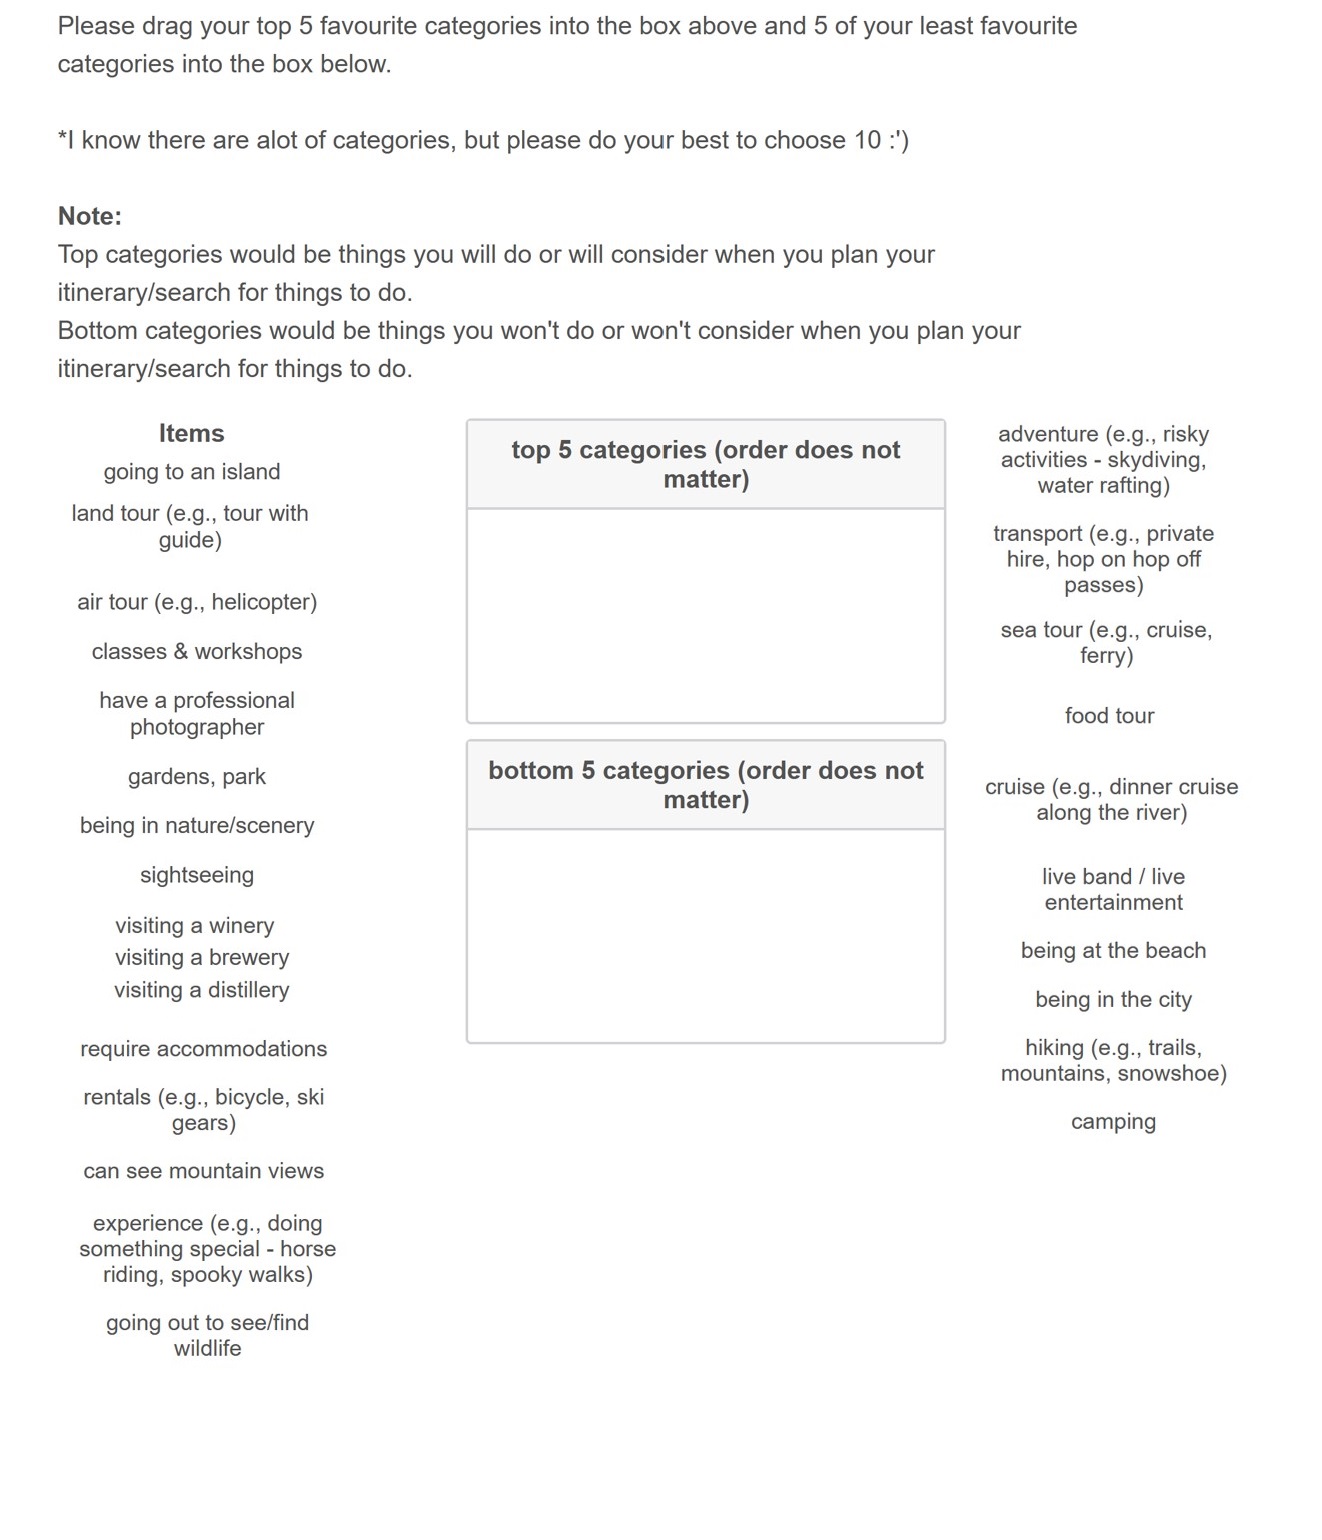 Please drag your top 5 favourite categories into the box above and 5 of your least favourite
categories into the box below.
*I know there are alot of categories, but please do your best to choose 10 :')
Note:
Top categories would be things you will do or will consider when you plan your
itinerary/search for things to do.
Bottom categories would be things you won't do or won't consider when you plan your
itinerary/search for things to do.
Items
going to an island
land tour (e.g., tour with
guide)
air tour (e.g., helicopter)
classes & workshops
have a professional
photographer
gardens, park
being in nature/scenery
sightseeing
visiting a winery
visiting a brewery
visiting a distillery
require accommodations
rentals (e.g., bicycle, ski
gears)
can see mountain views
experience (e.g., doing
something special - horse
riding, spooky walks)
going out to see/find
wildlife
top 5 categories (order does not
matter)
bottom 5 categories (order does not
matter)
adventure (e.g., risky
activities - skydiving,
water rafting)
transport (e.g., private
hire, hop on hop off
passes)
sea tour (e.g., cruise,
ferry)
food tour
cruise (e.g., dinner cruise
along the river)
live band / live
entertainment
being at the beach
being in the city
hiking (e.g., trails,
mountains, snowshoe)
camping